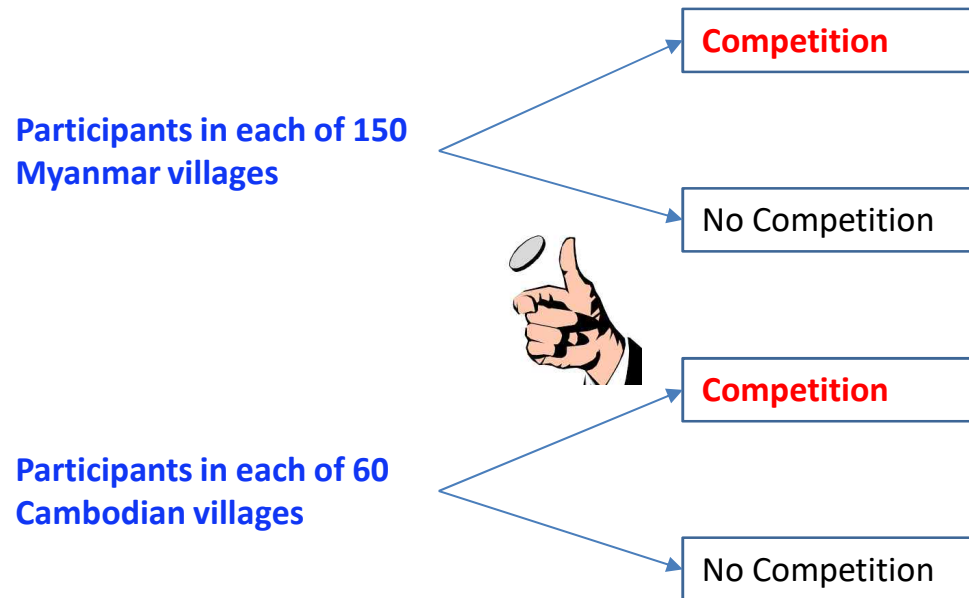 Competition
Participants in each of 150
Myanmar villages
No Competition
Competition
Participants in each of 60
Cambodian villages
No Competition